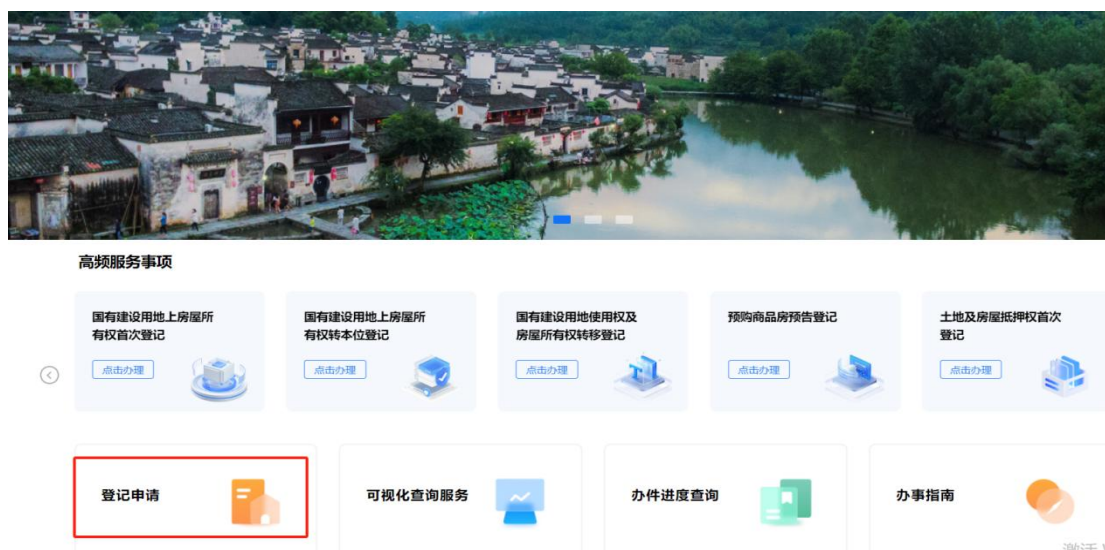 高频服务事项
国有建设用地上房屋所
有权首次登记
点击办理
国有建设用地上房屋所
有权转本位登记
点击办理
国有建设用地使用权及
房屋所有权转移登记
点击办理
预购商品房预告登记
点击办理
土地及房屋抵押权首次
登记
点击办理
登记申请
可视化查询服务
办件进度查询
办事指南